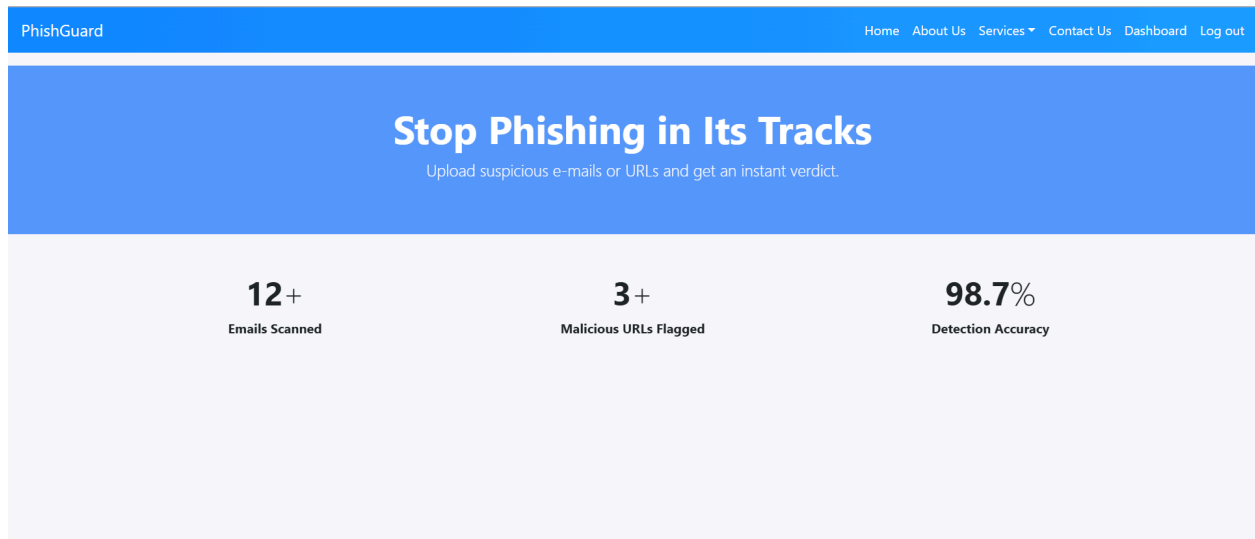 PhishGuard Home About Us Services Contact Us Dashboard Log out
Stop Phishing in Its Tracks
Upload suspicious e-mails or URLs and get an instant verdict.
12+ 3+ 98.7%
Emails Scanned Malicious URLs Flagged Detection Accuracy